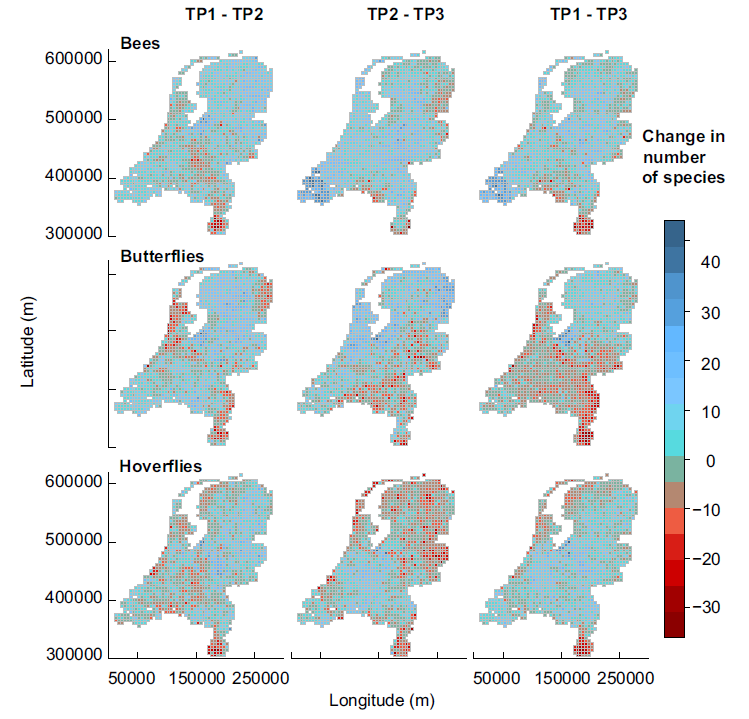 TP1 - TP2 TP2 - TP3 TP1 - TP3
Bees
600000
500000
400000
300000
Change in
number
of species
40
30
20
10
0
−10
−20
−30
Butterflies
Latitude (m)
Hoverflies
600000
500000
400000
300000
50000 150000 250000 50000 150000 250000
Longitude (m)